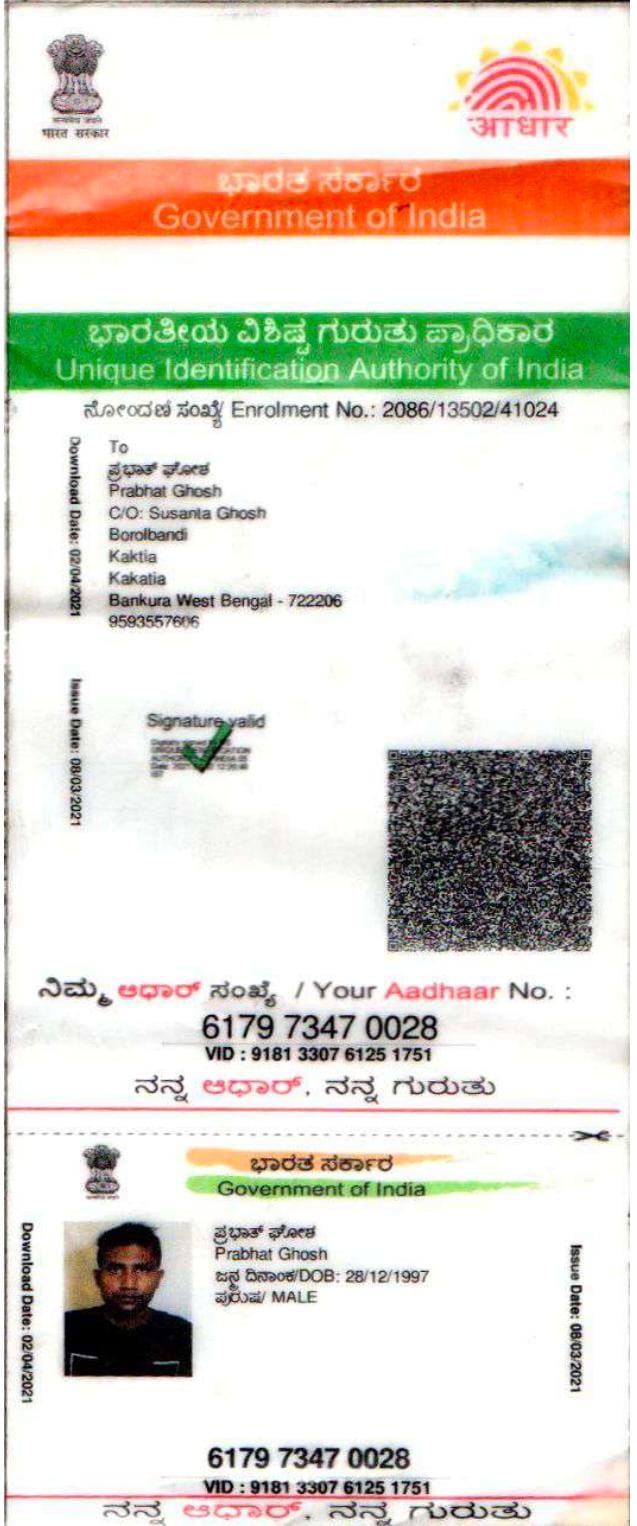 सत्यमेव जयते
भारत सरकार
आधार
ಭಾರತ ಸರ್ಕಾರ
Government of India
ಭಾರತೀಯ ವಿಶಿಷ್ಟ ಗುರುತು ಪ್ರಾಧಿಕಾರ
Unique Identification Authority of India
ನೋಂದಣಿ ಸಂಖ್ಯೆ/ Enrolment No.: 2086/13502/41024
Download Date: 02/04/2021
To
ಪ್ರಭಾತ್ ಘೋಶ
Prabhat Ghosh
C/O: Susanta Ghosh
Borolbandi
Kaktia
Kakatia
Bankura West Bengal - 722206
9593557606
Issue Date: 08/03/2021
Signature valid
ನಿಮ್ಮ ಆಧಾರ್ ಸಂಖ್ಯೆ / Your Aadhaar No. :
6179 7347 0028
VID : 9181 3307 6125 1751
ನನ್ನ ಆಧಾರ್, ನನ್ನ ಗುರುತು
ಭಾರತ ಸರ್ಕಾರ
Government of India
Download Date: 02/04/2021
ಪ್ರಭಾತ್ ಘೋಶ
Prabhat Ghosh
ಜನ್ಮ ದಿನಾಂಕ/DOB: 28/12/1997
ಪುರುಷ/ MALE
Issue Date: 08/03/2021
6179 7347 0028
VID : 9181 3307 6125 1751
ನನ್ನ ಆಧಾರ್, ನನ್ನ ಗುರುತು